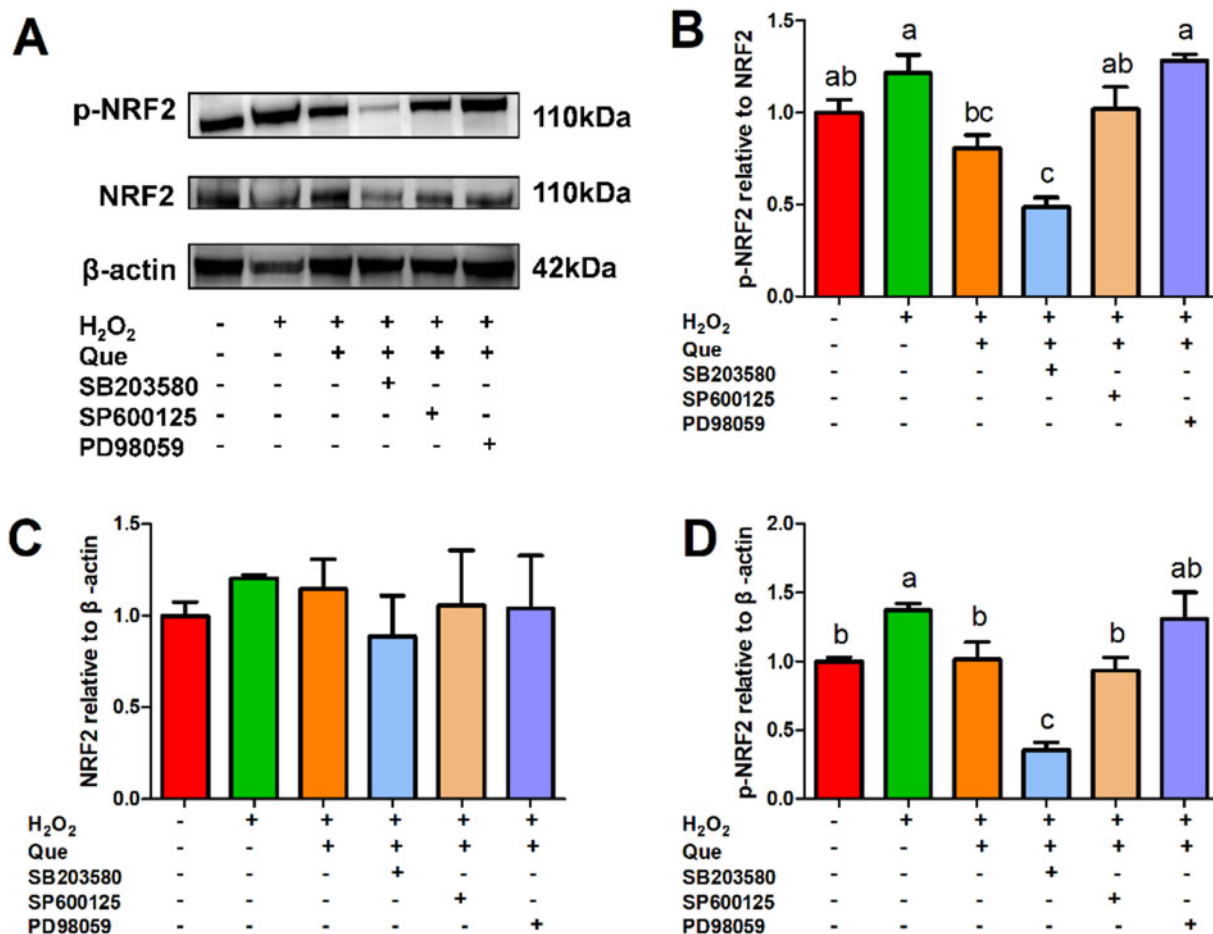 A
p-NRF2 110kDa
NRF2 110kDa
β-actin 42kDa
H₂O₂ - + + + + +
Que - - + + + +
SB203580 - - - + - -
SP600125 - - - - + -
PD98059 - - - - - +
B
p-NRF2 relative to NRF2
1.5
1.0
0.5
0.0
ab a bc c ab a
H₂O₂ - + + + + +
Que - - + + + +
SB203580 - - - + - -
SP600125 - - - - + -
PD98059 - - - - - +
C
NRF2 relative to β -actin
1.5
1.0
0.5
0.0
H₂O₂ - + + + + +
Que - - + + + +
SB203580 - - - + - -
SP600125 - - - - + -
PD98059 - - - - - +
D
p-NRF2 relative to β -actin
2.0
1.5
1.0
0.5
0.0
b a b c b ab
H₂O₂ - + + + + +
Que - - + + + +
SB203580 - - - + - -
SP600125 - - - - + -
PD98059 - - - - - +